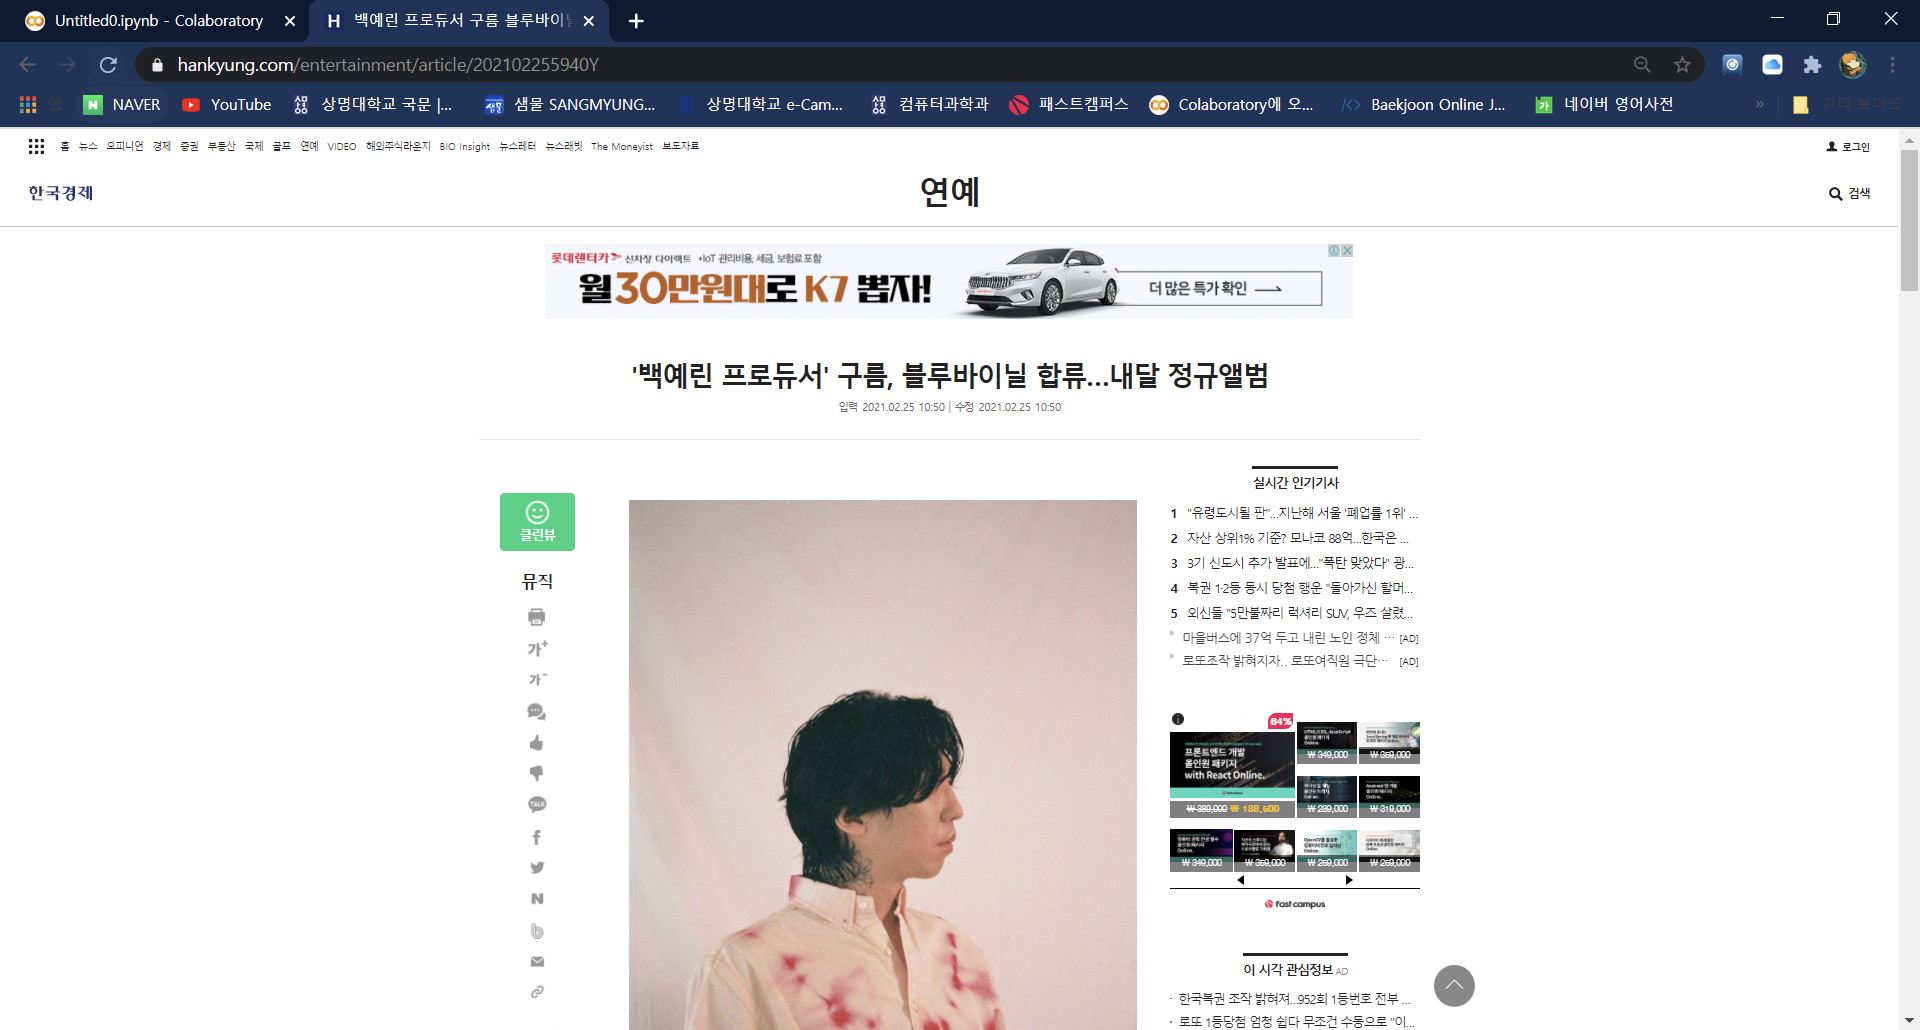 Untitled0.ipynb - Colaboratory
백예린 프로듀서 구름 블루바이닐
hankyung.com/entertainment/article/202102255940Y
앱 NAVER YouTube 상명대학교 국문 |... 샘물 SANGMYUNG... 상명대학교 e-Cam... 컴퓨터과학과 패스트캠퍼스 Colaboratory에 오... Baekjoon Online J... 네이버 영어사전 » 기타 북마크
홈 뉴스 오피니언 경제 증권 부동산 국제 골프 연예 VIDEO 해외주식라운지 BIO Insight 뉴스레터 뉴스래빗 The Moneyist 보도자료
로그인
한국경제
연예
검색
롯데렌터카 신차장 다이렉트 •IoT 관리비용, 세금, 보험료 포함
월30만원대로 K7 뽑자!
더 많은 특가 확인
'백예린 프로듀서' 구름, 블루바이닐 합류…내달 정규앨범
입력 2021.02.25 10:50 | 수정 2021.02.25 10:50
클린뷰
뮤직
가+
가-
TALK
실시간 인기기사
1 "유령도시될 판"…지난해 서울 '폐업률 1위' ...
2 자산 상위1% 기준? 모나코 88억…한국은 ...
3 3기 신도시 추가 발표에…"폭탄 맞았다" 광...
4 복권 1·2등 동시 당첨 행운 "돌아가신 할머...
5 외신들 "5만불짜리 럭셔리 SUV, 우즈 살렸...
마을버스에 37억 두고 내린 노인 정체 … [AD]
로또조작 밝혀지자.. 로또여직원 극단… [AD]
64%
프론트엔드 개발
올인원 패키지
with React Online.
₩ 380,000 ₩ 138,500
HTML/CSS, JavaScript
올인원 패키지
Online.
₩ 349,000
₩ 359,000
₩ 289,000
₩ 319,000
₩ 349,000
₩ 359,000
₩ 269,000
₩ 269,000
Fast campus
이 시각 관심정보 AD
· 한국복권 조작 밝혀져…952회 1등번호 전부 ...
· 로또 1등당첨 엄청 쉽다 무조건 수동으로 "이...